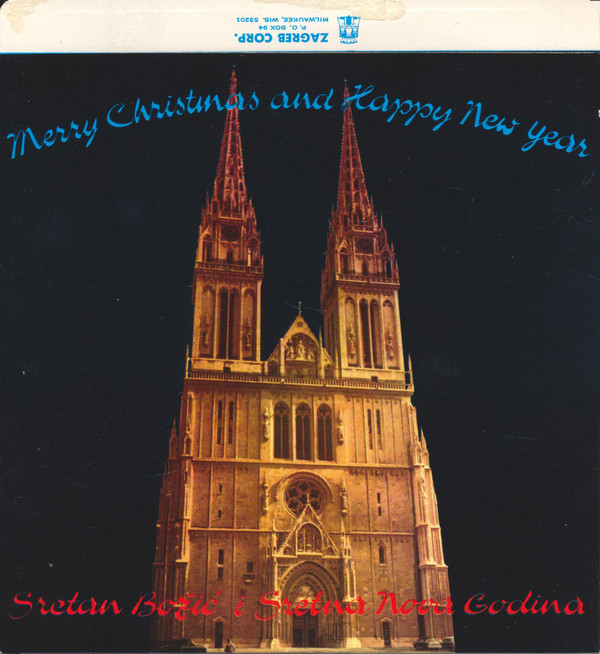 ZAGREB CORP.
P. O. BOX 94
MILWAUKEE, WIS. 53201
Merry Christmas and Happy New Year
Sretan Božić i Sretna Nova Godina